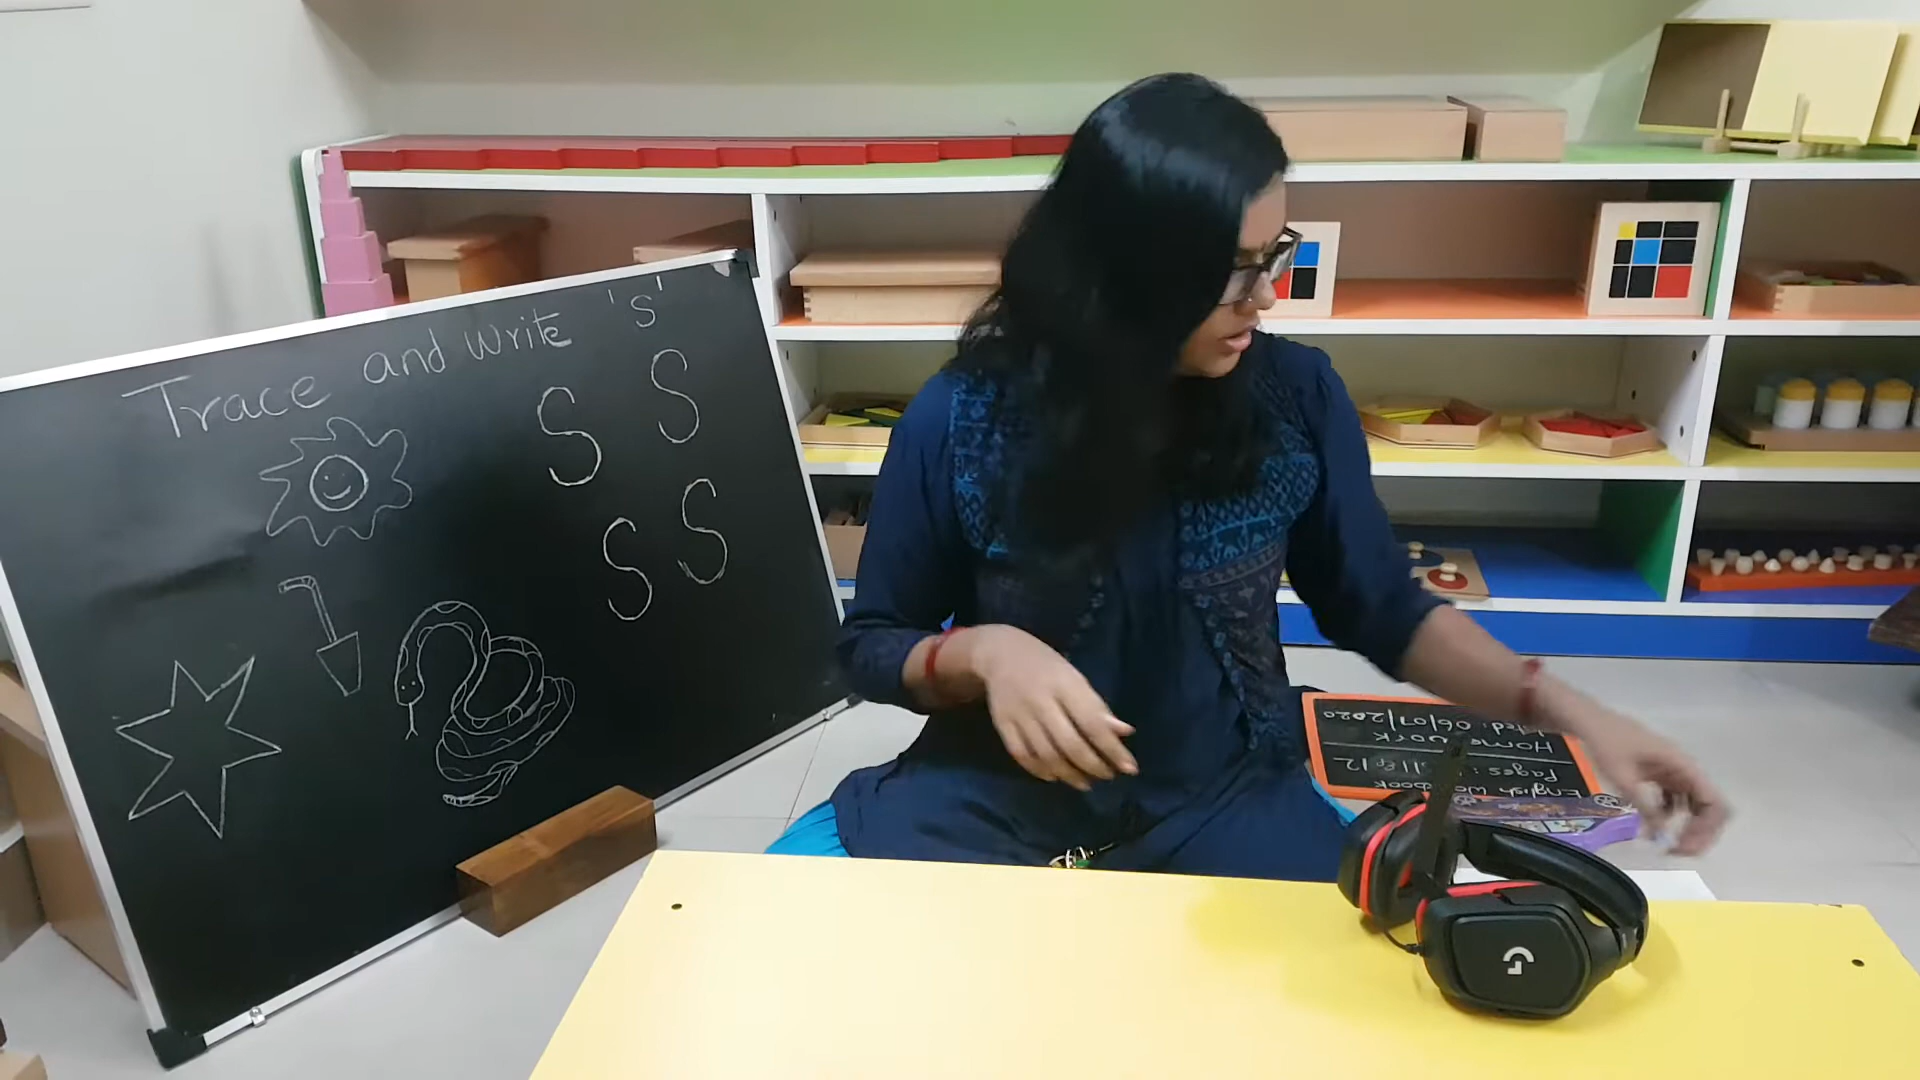 Trace and write 's'
S S
S S
Dated: 06/07/2020
Homework
Pages: 11 & 12
English Workbook